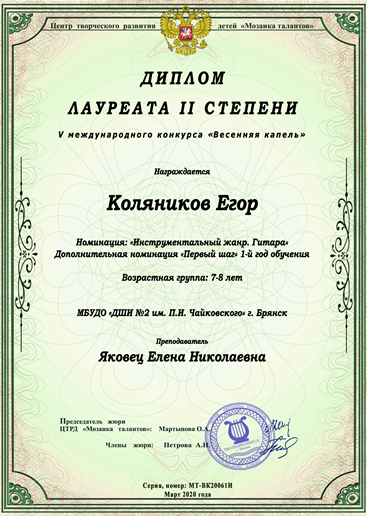 Центр творческого развития детей «Мозаика талантов»
ДИПЛОМ
ЛАУРЕАТА II СТЕПЕНИ
V международного конкурса «Весенняя капель»
Награждается
Коляников Егор
Номинация: «Инструментальный жанр. Гитара»
Дополнительная номинация «Первый шаг» 1-й год обучения
Возрастная группа: 7-8 лет
МБУДО «ДШИ №2 им. П.И. Чайковского» г. Брянск
Преподаватель
Яковец Елена Николаевна
Председатель жюри
ЦТРД «Мозаика талантов»: Мартынова О.А.
Члены жюри: Петрова А.Н.
Серия, номер: МТ-ВК20061И
Март 2020 года